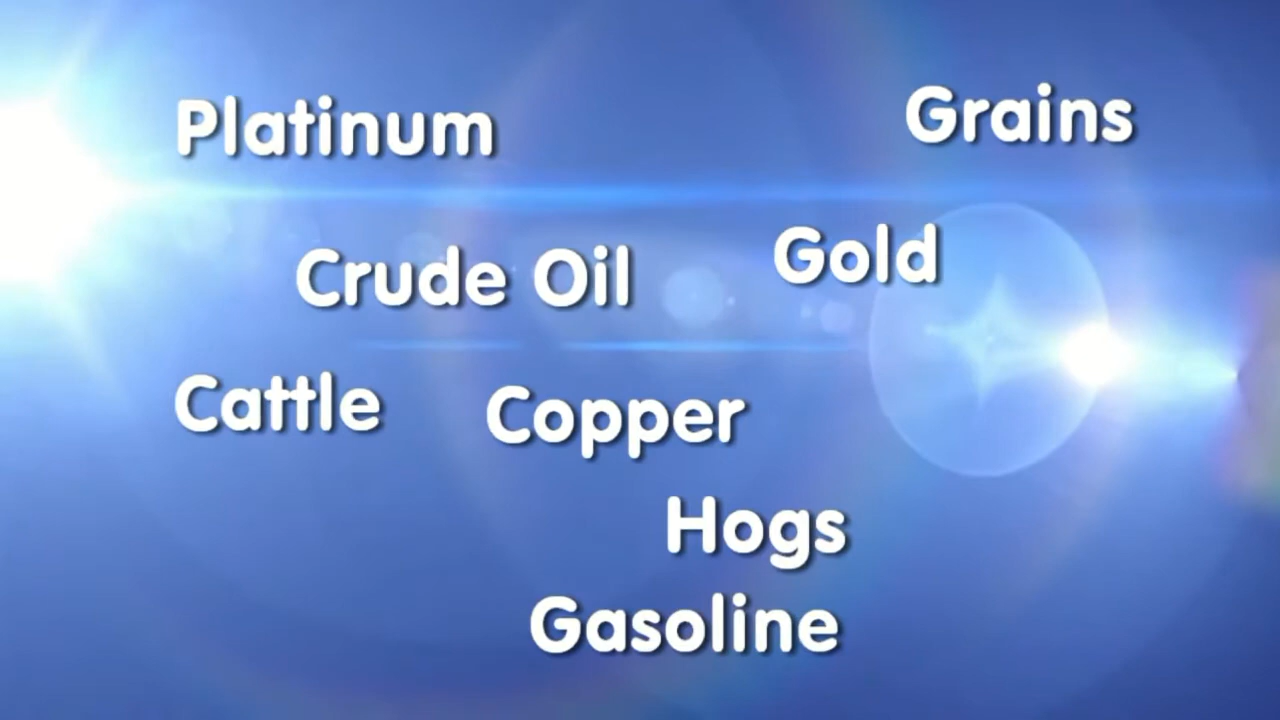 Platinum
Grains
Crude Oil
Gold
Cattle
Copper
Hogs
Gasoline